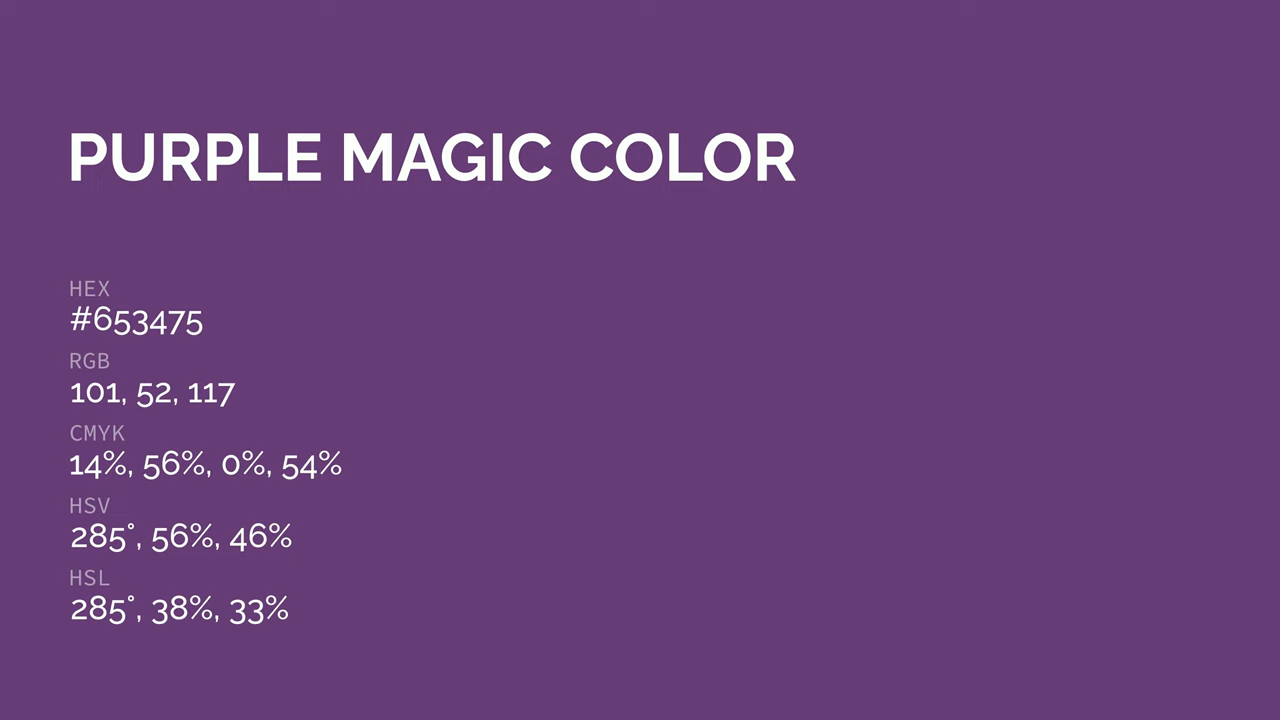 PURPLE MAGIC COLOR
HEX
#653475
RGB
101, 52, 117
CMYK
14%, 56%, 0%, 54%
HSV
285°, 56%, 46%
HSL
285°, 38%, 33%